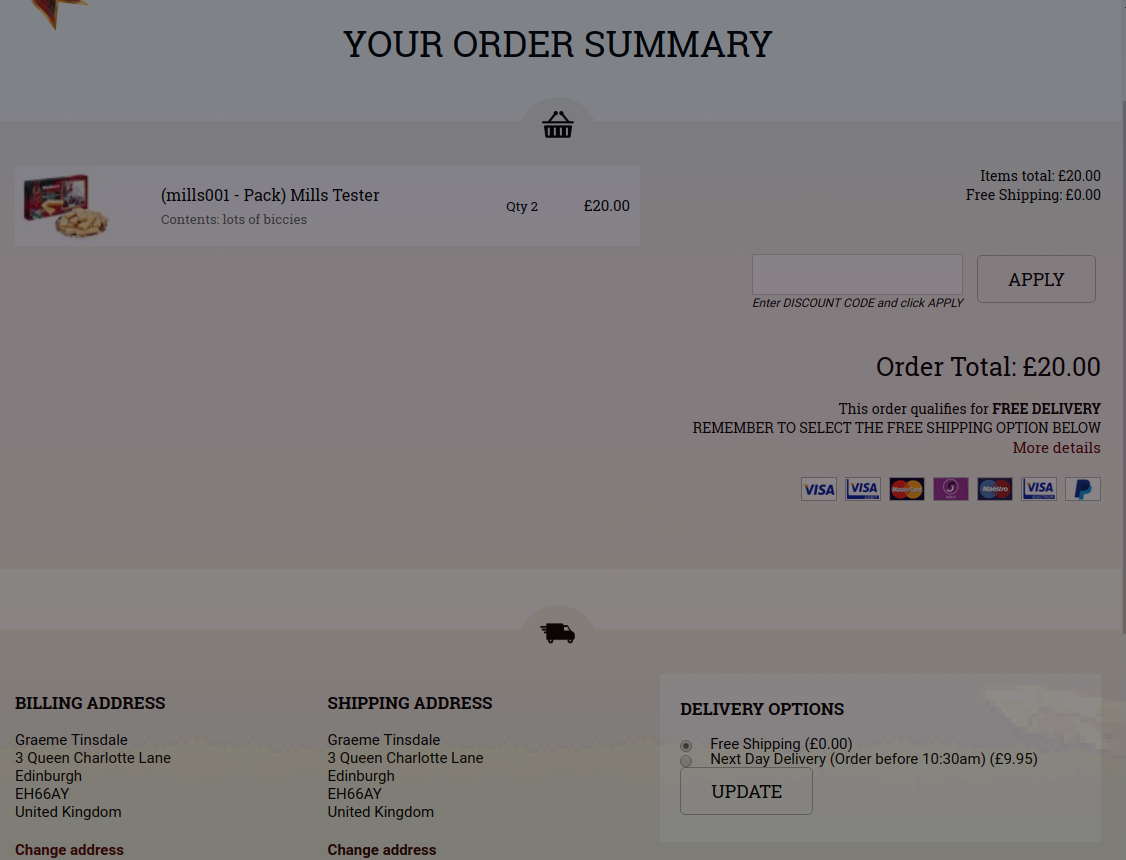 YOUR ORDER SUMMARY
(mills001 - Pack) Mills Tester
Contents: lots of biccies
Qty 2
£20.00
Items total: £20.00
Free Shipping: £0.00
APPLY
Enter DISCOUNT CODE and click APPLY
Order Total: £20.00
This order qualifies for FREE DELIVERY
REMEMBER TO SELECT THE FREE SHIPPING OPTION BELOW
More details
VISA
VISA
MasterCard
Maestro
VISA
BILLING ADDRESS
Graeme Tinsdale
3 Queen Charlotte Lane
Edinburgh
EH66AY
United Kingdom
Change address
SHIPPING ADDRESS
Graeme Tinsdale
3 Queen Charlotte Lane
Edinburgh
EH66AY
United Kingdom
Change address
DELIVERY OPTIONS
Free Shipping (£0.00)
Next Day Delivery (Order before 10:30am) (£9.95)
UPDATE